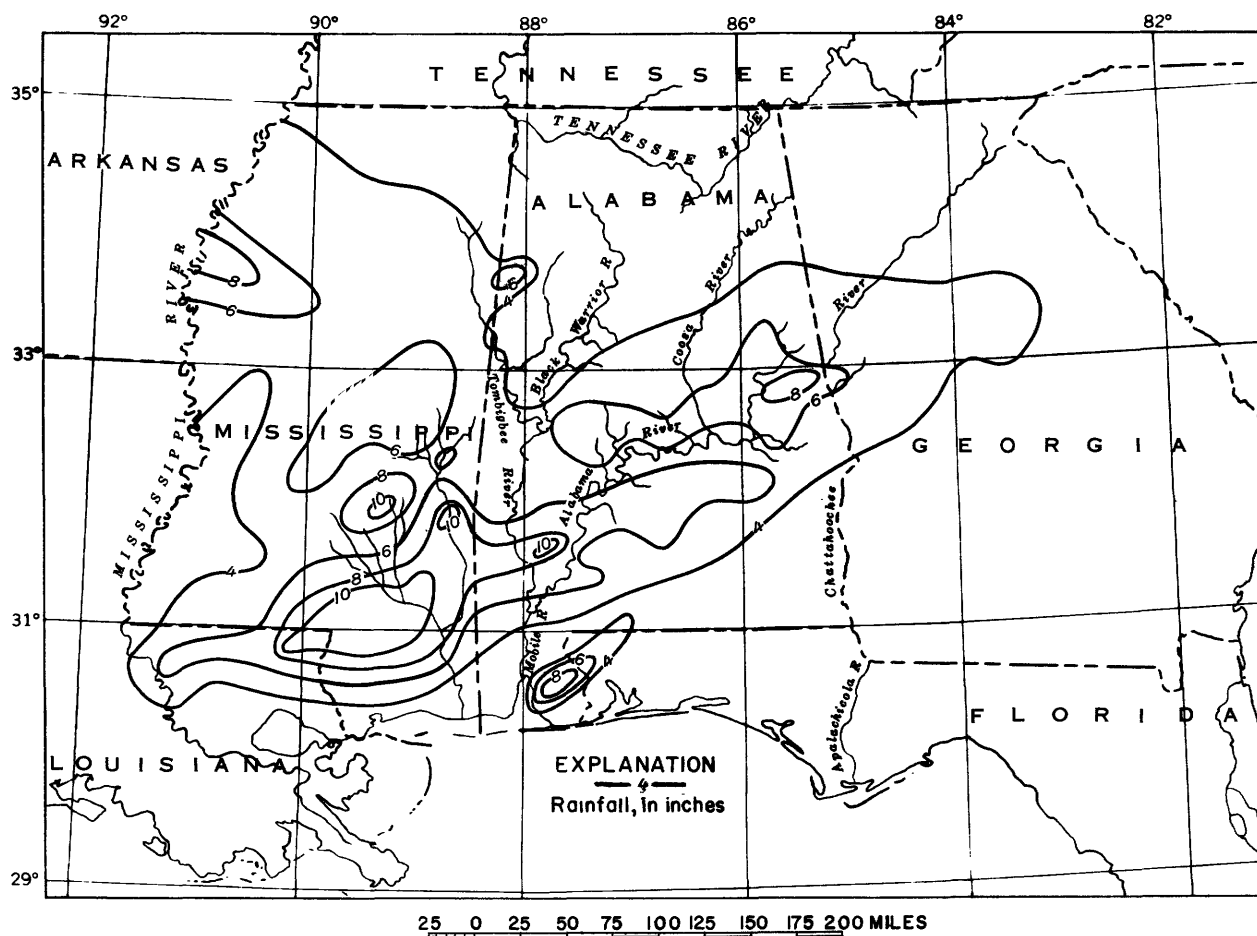 92° 90° 88° 86° 84° 82°
TENNESSEE
35°
TENNESSEE RIVER
ARKANSAS
ALABAMA
RIVER
8
6
6
4
Black Warrior R
Coosa River
River
33°
Tombigbee River
8
6
MISSISSIPPI
River
GEORGIA
MISSISSIPPI
6
8
10
10
Alabama
10
4
Chattahoochee
6
8
10
4
31°
Mobile R
6
4
8
Apalachicola R
FLORIDA
LOUISIANA
EXPLANATION
4
Rainfall, in inches
29°
25 0 25 50 75 100 125 150 175 200 MILES